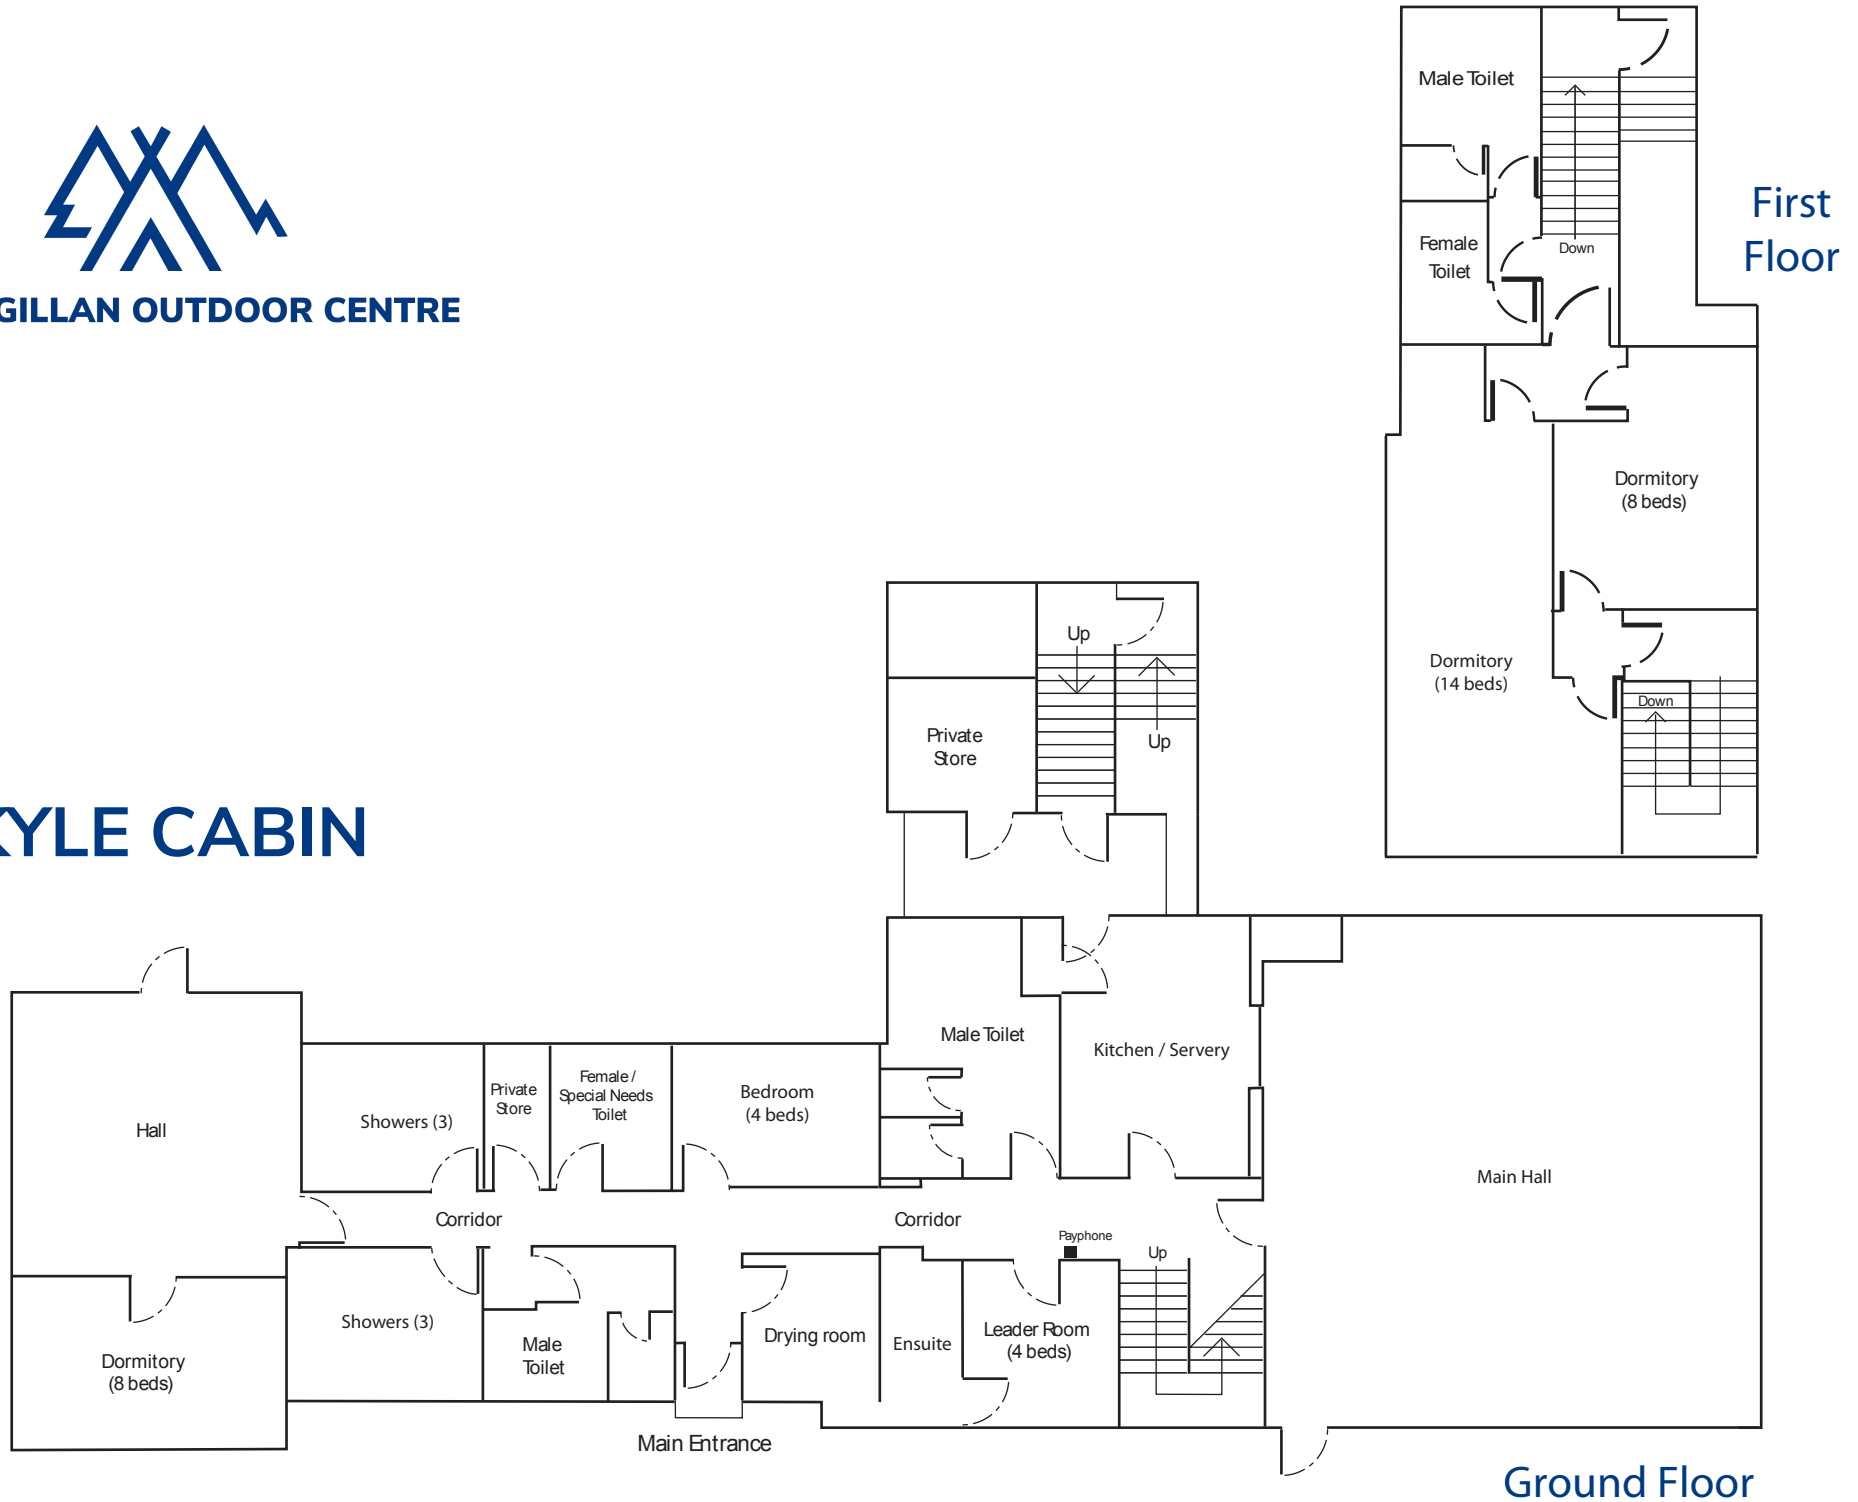 GILLAN OUTDOOR CENTRE
KYLE CABIN
First
Floor
Male Toilet
Female
Toilet
Down
Dormitory
(8 beds)
Dormitory
(14 beds)
Down
Up
Up
Private
Store
Male Toilet
Kitchen / Servery
Main Hall
Hall
Showers (3)
Private
Store
Female /
Special Needs
Toilet
Bedroom
(4 beds)
Corridor
Corridor
Payphone
Up
Dormitory
(8 beds)
Showers (3)
Male
Toilet
Drying room
Ensuite
Leader Room
(4 beds)
Main Entrance
Ground Floor